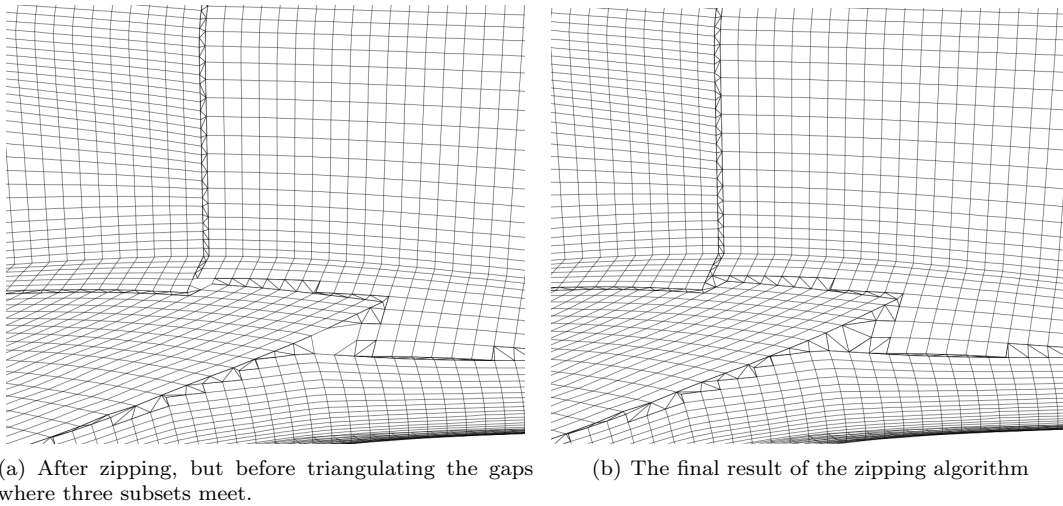 (a) After zipping, but before triangulating the gaps
where three subsets meet.
(b) The final result of the zipping algorithm